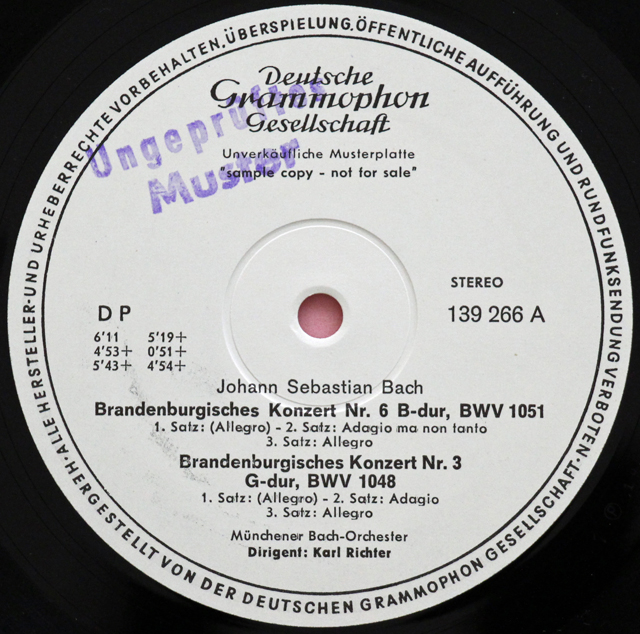 ALLE HERSTELLER- UND URHEBERRECHTE VORBEHALTEN. ÜBERSPIELUNG, ÖFFENTLICHE AUFFÜHRUNG UND RUNDFUNKSENDUNG VERBOTEN · HERGESTELLT VON DER DEUTSCHEN GRAMMOPHON GESELLSCHAFT ·
Deutsche
Grammophon
Gesellschaft
Ungeprüftes
Muster
Unverkäufliche Musterplatte
"sample copy - not for sale"
STEREO
139 266 A
D P
6'11 5'19+
4'53+ 0'51+
5'43+ 4'54+
Johann Sebastian Bach
Brandenburgisches Konzert Nr. 6 B-dur, BWV 1051
1. Satz: (Allegro) - 2. Satz: Adagio ma non tanto
3. Satz: Allegro
Brandenburgisches Konzert Nr. 3
G-dur, BWV 1048
1. Satz: (Allegro) - 2. Satz: Adagio
3. Satz: Allegro
Münchener Bach-Orchester
Dirigent: Karl Richter